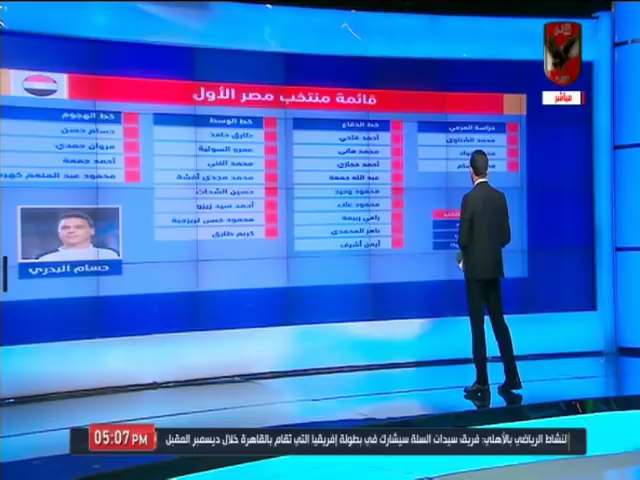 مباشر
قائمة منتخب مصر الأول
حراسة المرمي
محمد الشناوي
خط الدفاع
أحمد فتحي
محمد هاني
أحمد حجازي
عبد الله جمعة
محمود وحيد
محمود علاء
رامي ربيعة
باهر المحمدي
أيمن أشرف
خط الوسط
طارق حامد
عمرو السولية
محمد النني
محمد مجدي أفشة
حسين الشحات
أحمد سيد زيزو
محمود حسن تريزجية
كريم طارق
خط الهجوم
حسام حسن
مروان حمدي
أحمد جمعة
محمود عبد المنعم كهربا
حسام البدري
لنشاط الرياضي بالأهلي: فريق سيدات السلة سيشارك في بطولة إفريقيا التي تقام بالقاهرة خلال ديسمبر المقبل
05:07 PM